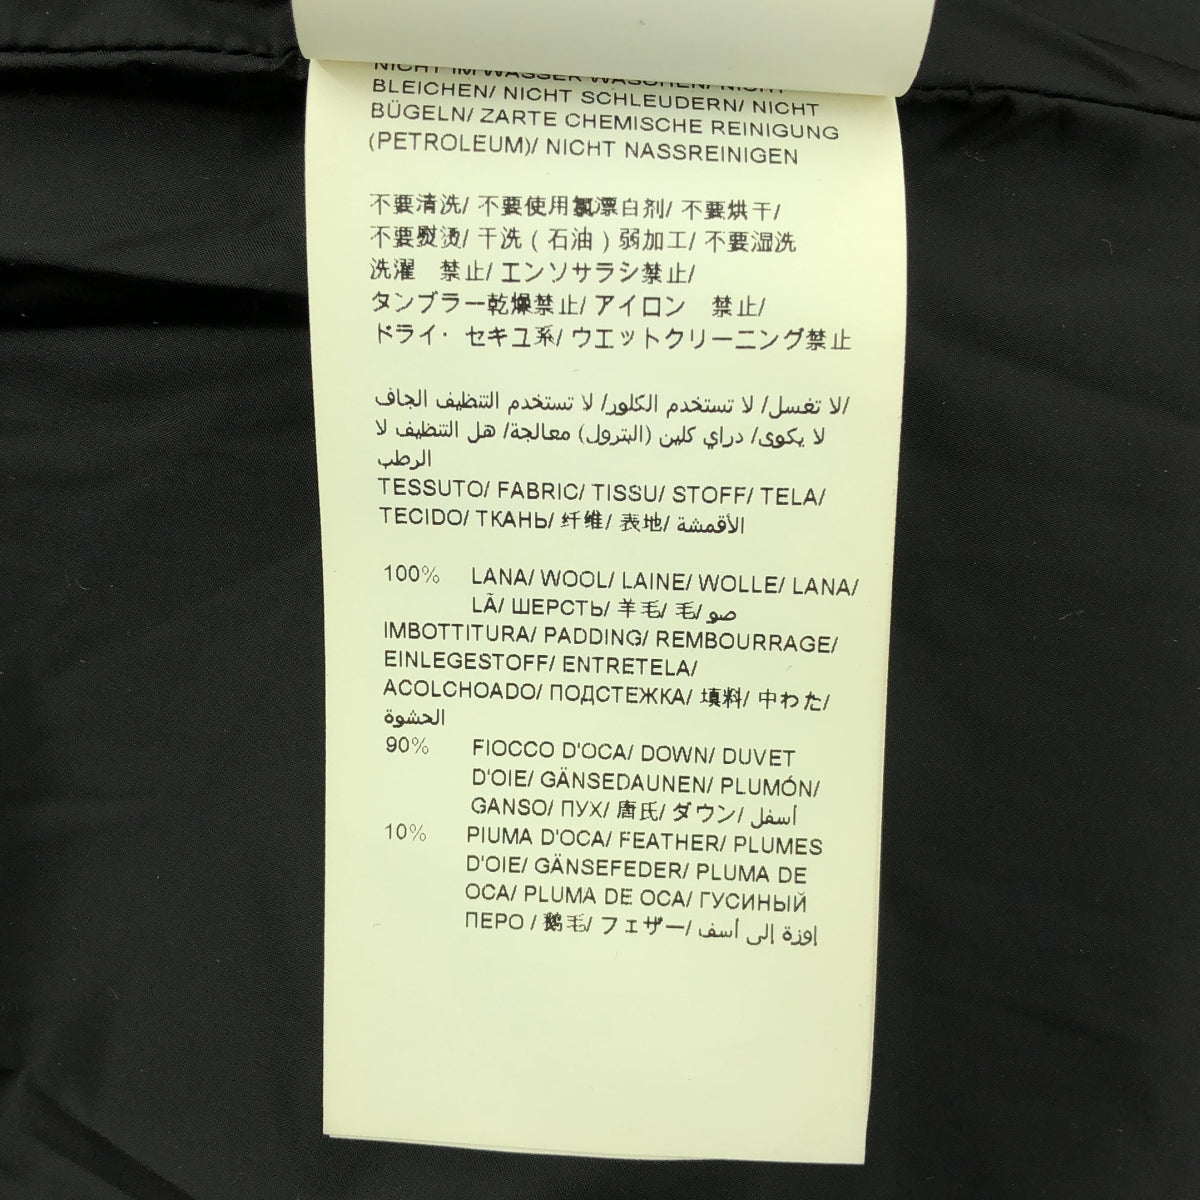 NICHT IM WASSER WASCHEN/ NICHT
BLEICHEN/ NICHT SCHLEUDERN/ NICHT
BÜGELN/ ZARTE CHEMISCHE REINIGUNG
(PETROLEUM)/ NICHT NASSREINIGEN
不要清洗/ 不要使用氯漂白剂/ 不要烘干/
不要熨烫/ 干洗 ( 石油 ) 弱加工/ 不要湿洗
洗濯　禁止/ エンソサラシ禁止/
タンブラー乾燥禁止/ アイロン　禁止/
ドライ・ セキユ系/ ウエットクリーニング禁止
لا تغسل/ لا تستخدم الكلور/ لا تستخدم التنظيف الجاف/
لا يكوى/ دراي كلين (البترول) معالجة/ هل التنظيف لا
الرطب
TESSUTO/ FABRIC/ TISSU/ STOFF/ TELA/
TECIDO/ ТКАНЬ/ 纤维/ 表地/ الأقمشة
100% LANA/ WOOL/ LAINE/ WOLLE/ LANA/
LÃ/ ШЕРСТЬ/ 羊毛/ 毛/ صو
IMBOTTITURA/ PADDING/ REMBOURRAGE/
EINLEGESTOFF/ ENTRETELA/
ACOLCHOADO/ ПОДСТЕЖКА/ 填料/ 中わた/
الحشوة
90% FIOCCO D'OCA/ DOWN/ DUVET
D'OIE/ GÄNSEDAUNEN/ PLUMÓN/
GANSO/ ПУХ/ 唐氏/ ダウン/ أسفل
10% PIUMA D'OCA/ FEATHER/ PLUMES
D'OIE/ GÄNSEFEDER/ PLUMA DE
OCA/ PLUMA DE OCA/ ГУСИНЫЙ
ПЕРО / 鹅毛/ フェザー/ إوزة إلى أسف